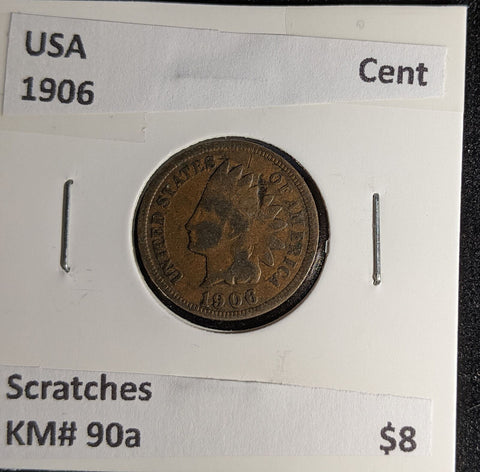 USA
Cent
1906
UNITED STATES OF AMERICA
1906
Scratches
KM# 90a
$8